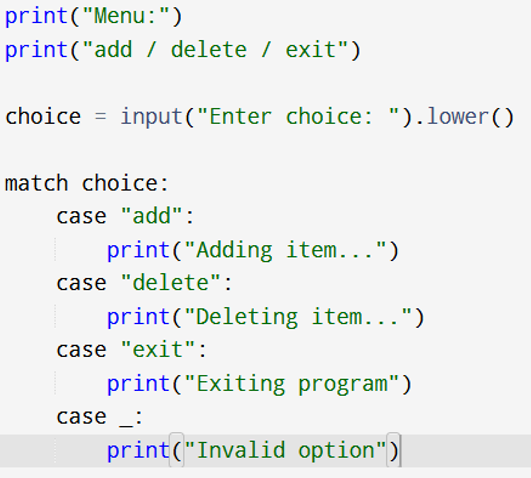 print("Menu:")
print("add / delete / exit")

choice = input("Enter choice: ").lower()

match choice:
    case "add":
        print("Adding item...")
    case "delete":
        print("Deleting item...")
    case "exit":
        print("Exiting program")
    case _:
        print("Invalid option")